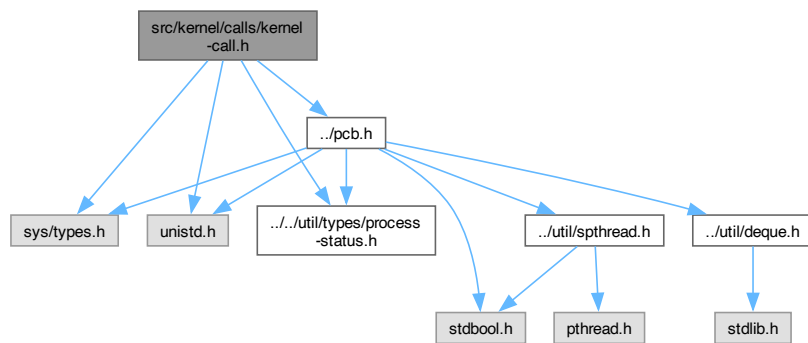 src/kernel/calls/kernel
-call.h
../pcb.h
sys/types.h
unistd.h
../../util/types/process
-status.h
../util/spthread.h
../util/deque.h
stdbool.h
pthread.h
stdlib.h